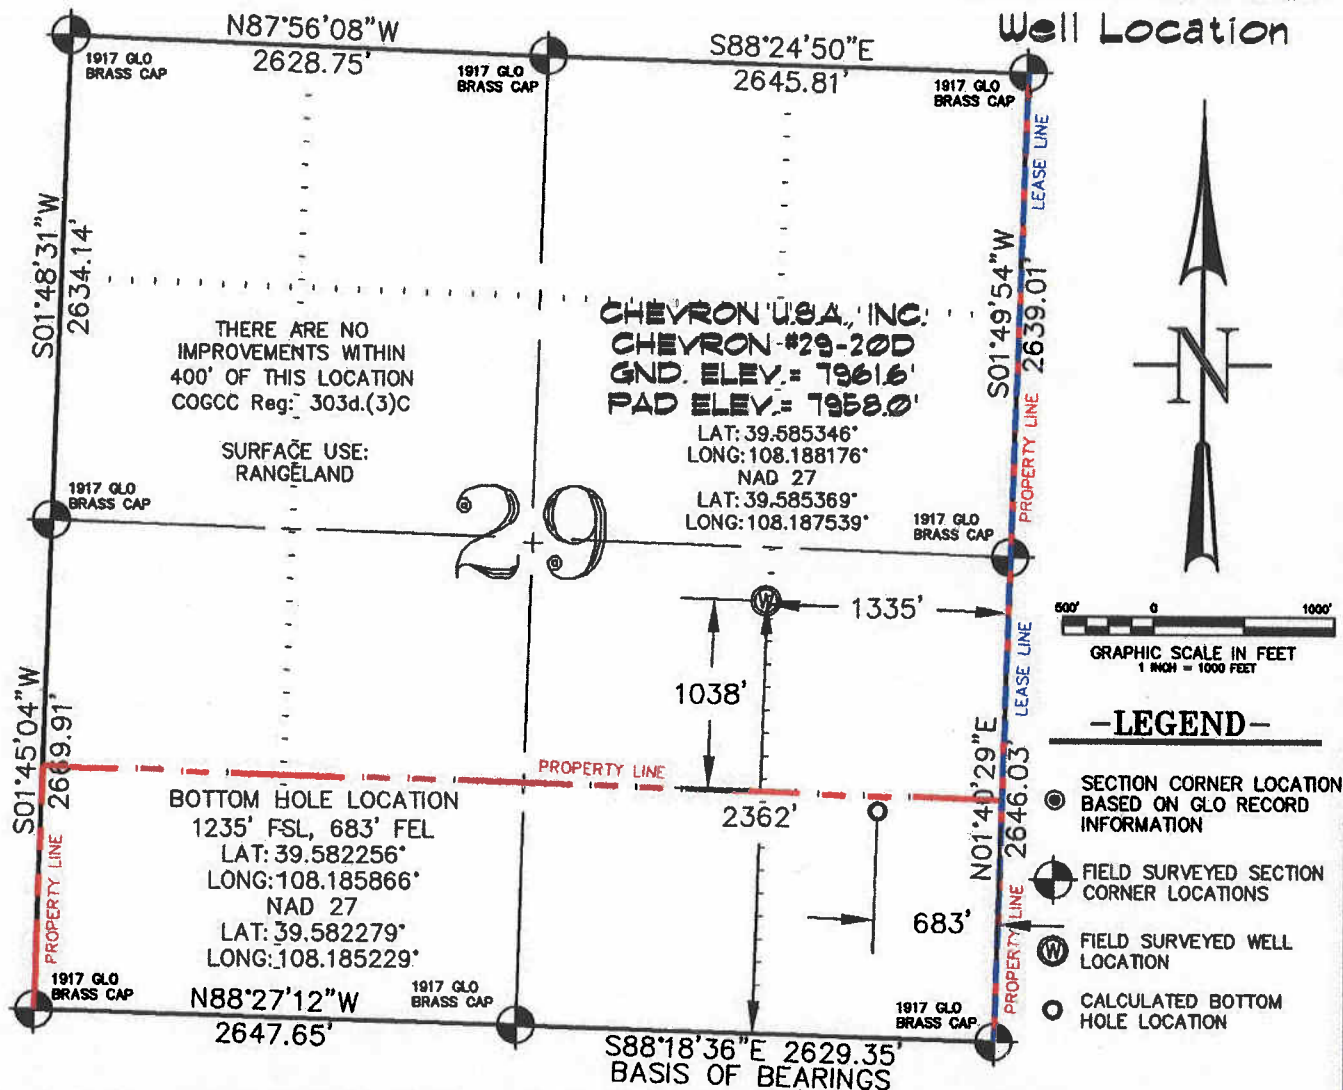 Well Location
N87°56'08"W
2628.75'
S88°24'50"E
2645.81'
1917 GLO
BRASS CAP
1917 GLO
BRASS CAP
1917 GLO
BRASS CAP
LEASE LINE
S01°48'31"W
2634.14'
S01°49'54"W
2639.01'
THERE ARE NO
IMPROVEMENTS WITHIN
400' OF THIS LOCATION
COGCC Reg: 303d.(3)C
SURFACE USE:
RANGELAND
CHEVRON U.S.A., INC.
CHEVRON #29-20D
GND. ELEV.= 7961.6'
PAD ELEV.= 7958.0'
LAT: 39.585346°
LONG: 108.188176°
NAD 27
LAT: 39.585369°
LONG: 108.187539°
PROPERTY LINE
N
1917 GLO
BRASS CAP
29
1917 GLO
BRASS CAP
W
1335'
1038'
LEASE LINE
500' 0 1000'
GRAPHIC SCALE IN FEET
1 INCH = 1000 FEET
S01°45'04"W
2669.91'
PROPERTY LINE
2362'
N01°40'29"E
2646.03'
BOTTOM HOLE LOCATION
1235' FSL, 683' FEL
LAT: 39.582256°
LONG: 108.185866°
NAD 27
LAT: 39.582279°
LONG: 108.185229°
PROPERTY LINE
683'
PROPERTY LINE
-LEGEND-
SECTION CORNER LOCATION
BASED ON GLO RECORD
INFORMATION
FIELD SURVEYED SECTION
CORNER LOCATIONS
W FIELD SURVEYED WELL
LOCATION
CALCULATED BOTTOM
HOLE LOCATION
1917 GLO
BRASS CAP
N88°27'12"W
2647.65'
1917 GLO
BRASS CAP
1917 GLO
BRASS CAP
S88°18'36"E 2629.35'
BASIS OF BEARINGS